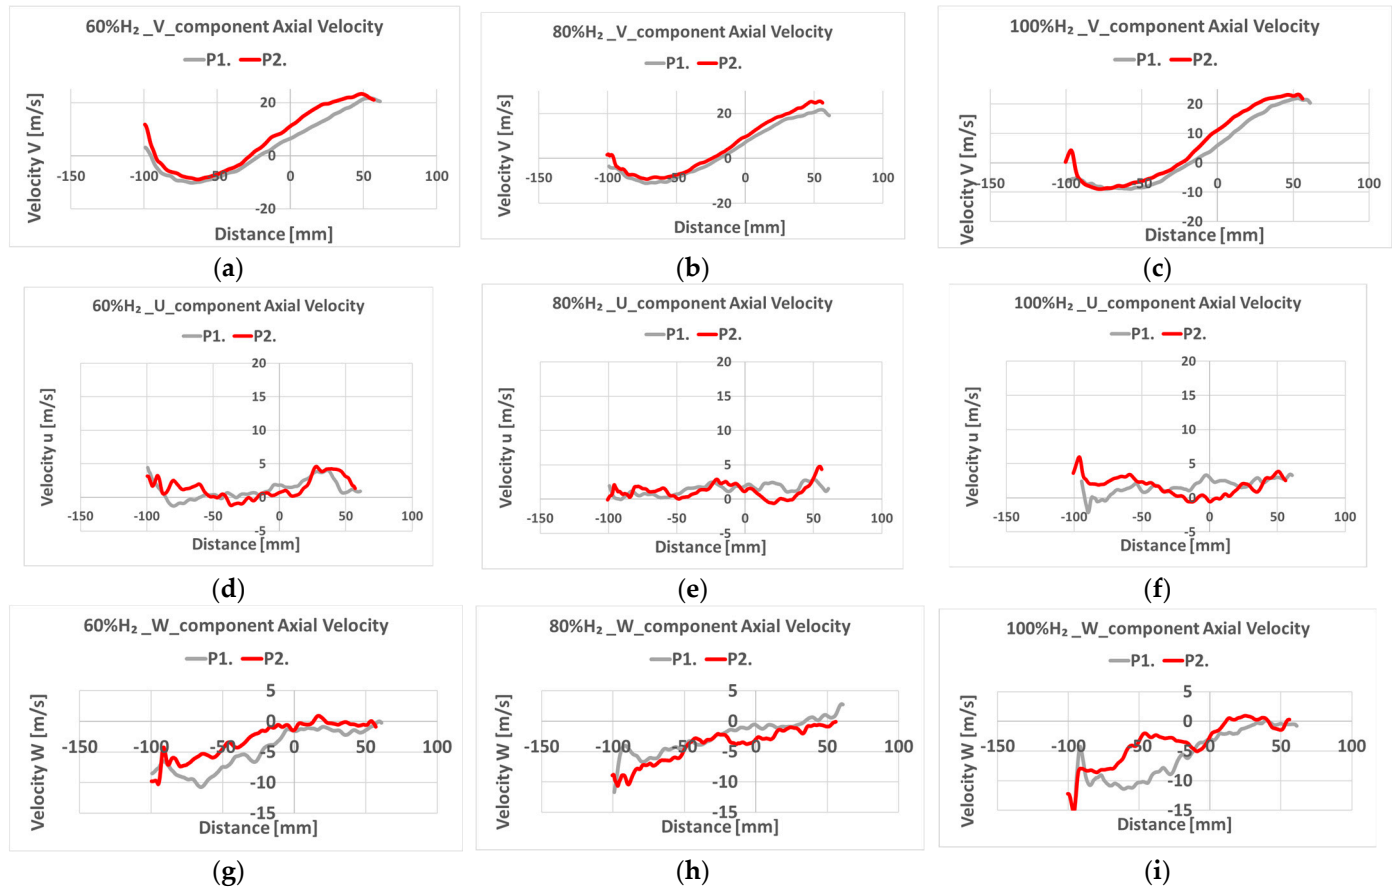 60%H₂ _V_component Axial Velocity
P1. P2.
Velocity V [m/s]
20
0
-20
-150 -100 -50 0 50 100
Distance [mm]
(a)
80%H₂ _V_component Axial Velocity
P1. P2.
Velocity V [m/s]
20
0
-20
-150 -100 -50 0 50 100
Distance [mm]
(b)
100%H₂ _V_component Axial Velocity
P1. P2.
Velocity V [m/s]
20
10
0
-10
-20
-150 -100 -50 0 50 100
Distance [mm]
(c)
60%H₂ _U_component Axial Velocity
P1. P2.
Velocity u [m/s]
20
15
10
5
0
-5
-150 -100 -50 0 50 100
Distance [mm]
(d)
80%H₂ _U_component Axial Velocity
P1. P2.
Velocity u [m/s]
20
15
10
5
0
-5
-150 -100 -50 0 50 100
Distance [mm]
(e)
100%H₂ _U_component Axial Velocity
P1. P2.
Velocity u [m/s]
20
15
10
5
0
-5
-150 -100 -50 0 50 100
Distance [mm]
(f)
60%H₂ _W_component Axial Velocity
P1. P2.
Velocity W [m/s]
5
0
-5
-10
-15
-150 -100 -50 0 50 100
Distance [mm]
(g)
80%H₂ _W_component Axial Velocity
P1. P2.
Velocity W [m/s]
5
0
-5
-10
-15
-150 -100 -50 0 50 100
Distance [mm]
(h)
100%H₂ _W_component Axial Velocity
P1. P2.
Velocity W [m/s]
5
0
-5
-10
-15
-150 -100 -50 0 50 100
Distance [mm]
(i)